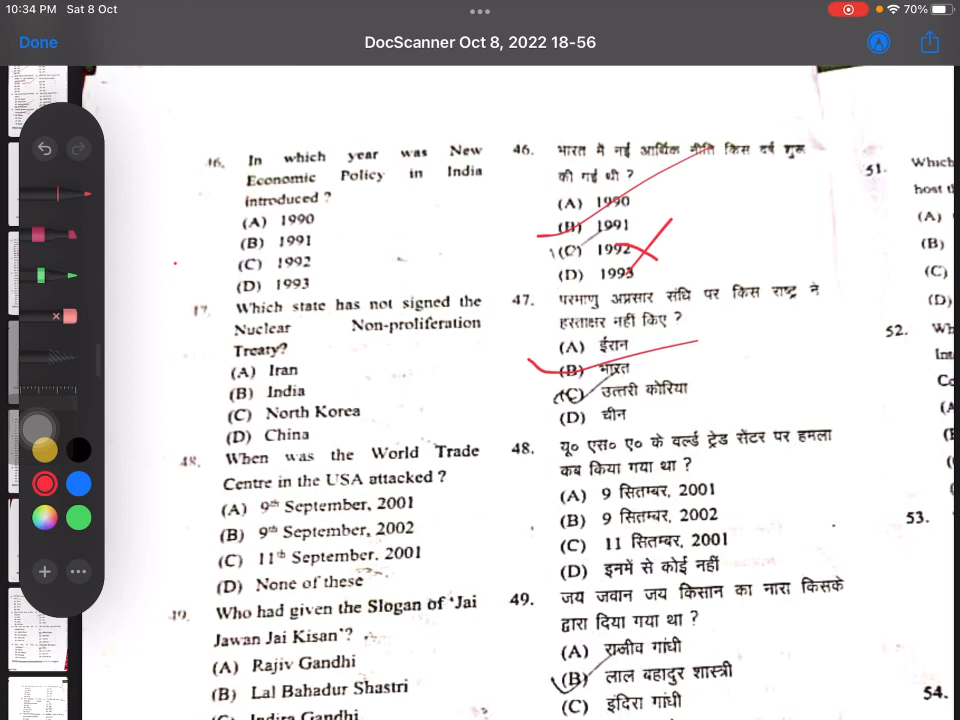 10:34 PM Sat 8 Oct
70%
Done
DocScanner Oct 8, 2022 18-56
46. In which year was New
Economic Policy in India
introduced ?
(A) 1990
(B) 1991
(C) 1992
(D) 1993
47. Which state has not signed the
Nuclear Non-proliferation
Treaty?
(A) Iran
(B) India
(C) North Korea
(D) China
48. When was the World Trade
Centre in the USA attacked ?
(A) 9th September, 2001
(B) 9th September, 2002
(C) 11th September, 2001
(D) None of these
49. Who had given the Slogan of 'Jai
Jawan Jai Kisan'?
(A) Rajiv Gandhi
(B) Lal Bahadur Shastri
(C) Indira Gandhi
46. भारत में नई आर्थिक नीति किस वर्ष शुरू
की गई थी ?
(A) 1990
(B) 1991
(C) 1992
(D) 1993
47. परमाणु अप्रसार संधि पर किस राष्ट्र ने
हस्ताक्षर नहीं किए ?
(A) ईरान
(B) भारत
(C) उत्तरी कोरिया
(D) चीन
48. यू० एस० ए० के वर्ल्ड ट्रेड सेंटर पर हमला
कब किया गया था ?
(A) 9 सितम्बर, 2001
(B) 9 सितम्बर, 2002
(C) 11 सितम्बर, 2001
(D) इनमें से कोई नहीं
49. जय जवान जय किसान का नारा किसके
द्वारा दिया गया था ?
(A) राजीव गांधी
(B) लाल बहादुर शास्त्री
(C) इंदिरा गांधी
51. Which
host
(A)
(B)
(C)
(D)
52.
53.
54.